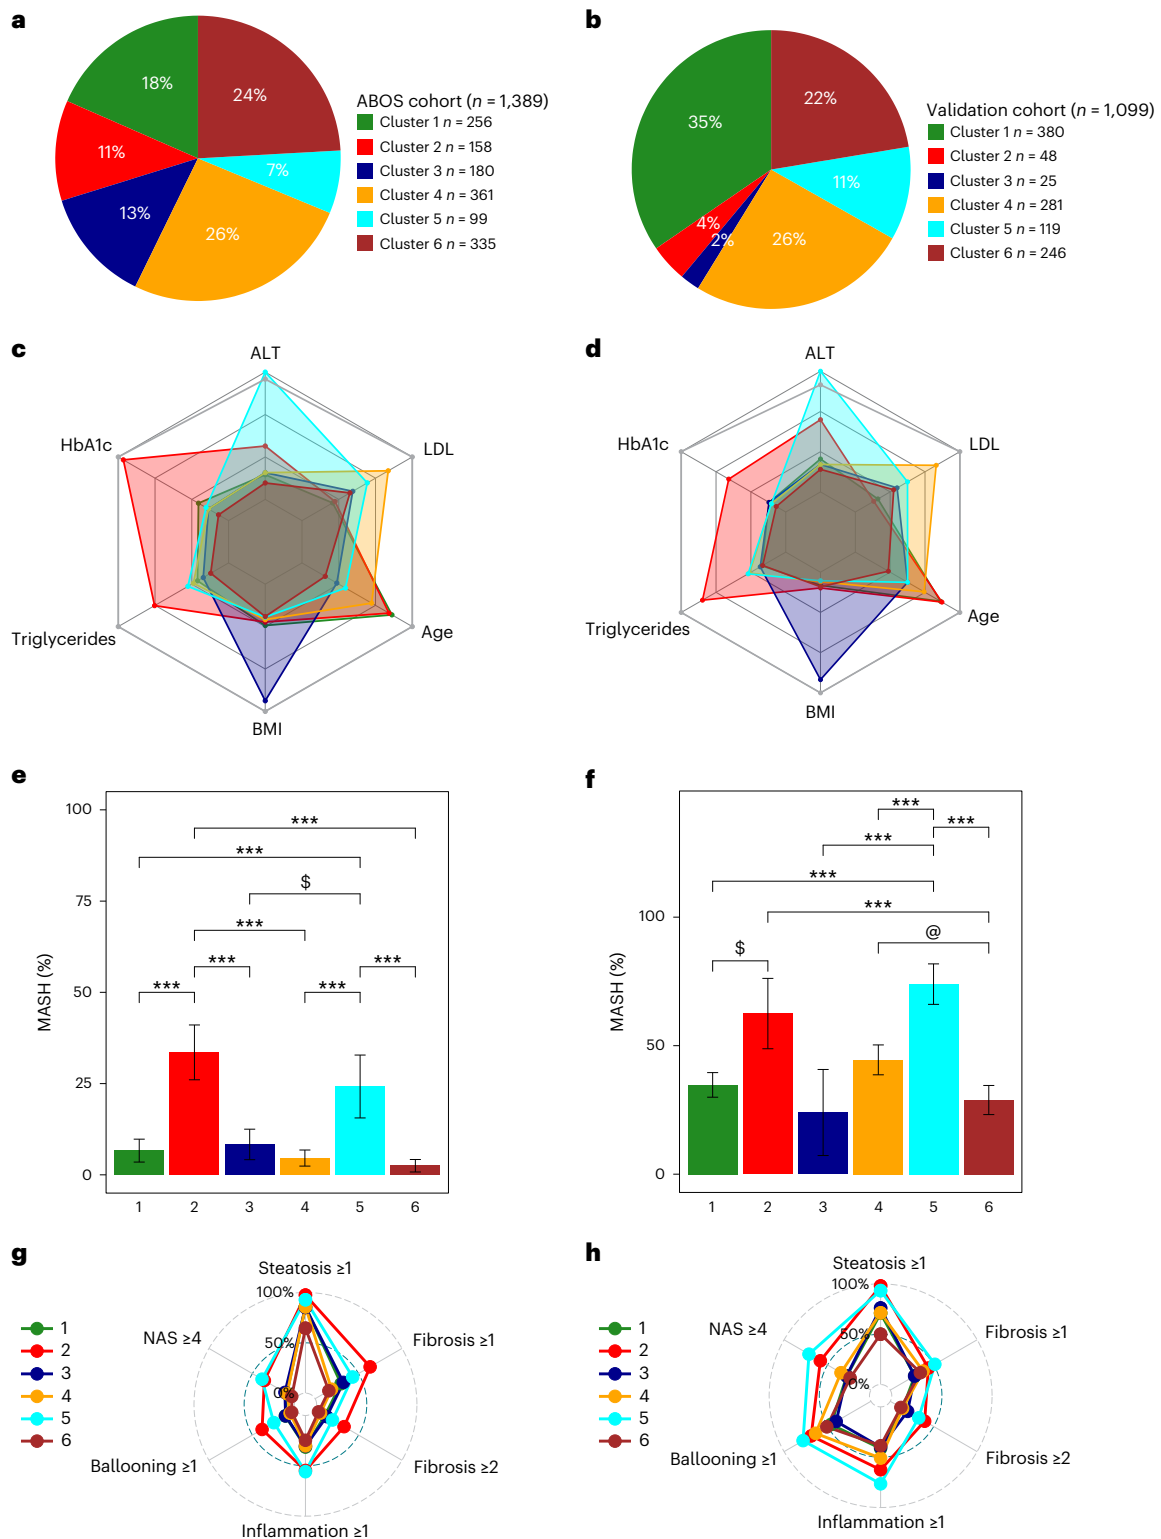 a
18%
24%
11%
7%
13%
26%
ABOS cohort (n = 1,389)
Cluster 1 n = 256
Cluster 2 n = 158
Cluster 3 n = 180
Cluster 4 n = 361
Cluster 5 n = 99
Cluster 6 n = 335
b
35%
22%
11%
4%
2%
26%
Validation cohort (n = 1,099)
Cluster 1 n = 380
Cluster 2 n = 48
Cluster 3 n = 25
Cluster 4 n = 281
Cluster 5 n = 119
Cluster 6 n = 246
c
ALT
HbA1c
LDL
Triglycerides
Age
BMI
d
ALT
HbA1c
LDL
Triglycerides
Age
BMI
e
MASH (%)
100
75
50
25
0
***
***
$
***
***
***
***
***
1 2 3 4 5 6
f
MASH (%)
100
50
0
***
***
***
***
***
@
$
1 2 3 4 5 6
g
1
2
3
4
5
6
Steatosis ≥1
100%
50%
0%
NAS ≥4
Fibrosis ≥1
Ballooning ≥1
Fibrosis ≥2
Inflammation ≥1
h
1
2
3
4
5
6
Steatosis ≥1
100%
50%
0%
NAS ≥4
Fibrosis ≥1
Ballooning ≥1
Fibrosis ≥2
Inflammation ≥1